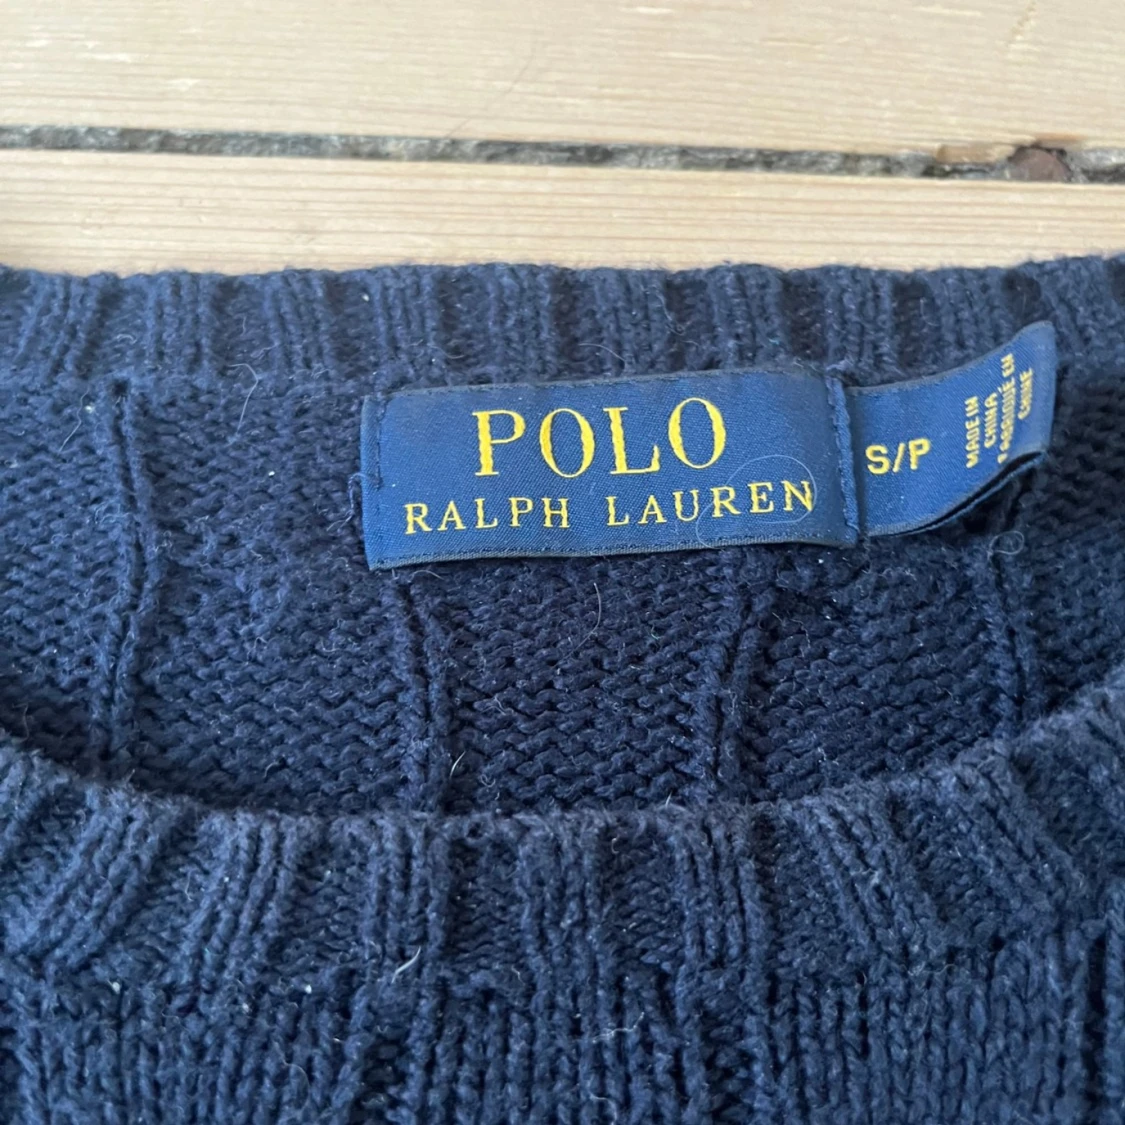 POLO
RALPH LAUREN
S/P
MADE IN
CHINA
FABRIQUÉ EN
CHINE